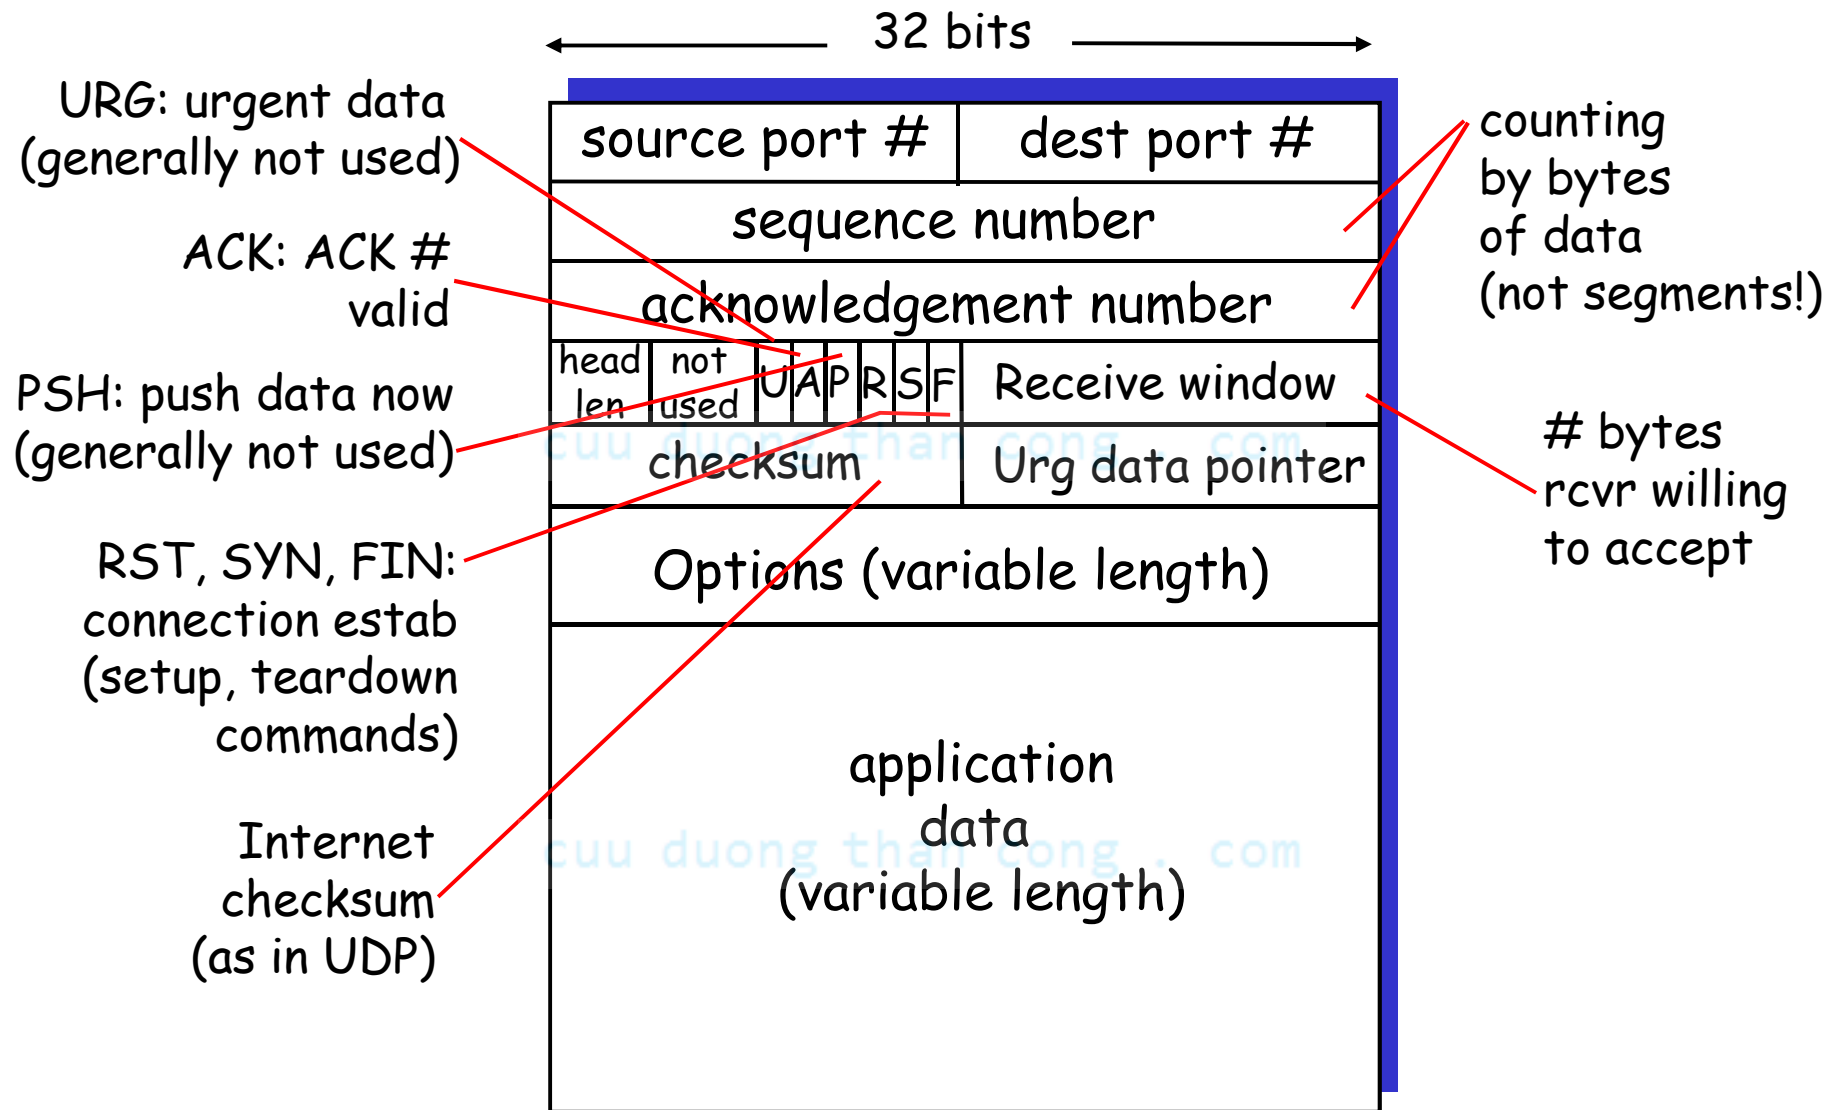 32 bits
URG: urgent data
(generally not used)
ACK: ACK #
valid
PSH: push data now
(generally not used)
RST, SYN, FIN:
connection estab
(setup, teardown
commands)
Internet
checksum
(as in UDP)
source port #
dest port #
sequence number
acknowledgement number
head
len
not
used
U
A
P
R
S
F
Receive window
checksum
Urg data pointer
cuu duong than cong . com
Options (variable length)
application
data
(variable length)
cuu duong than cong . com
counting
by bytes
of data
(not segments!)
# bytes
rcvr willing
to accept